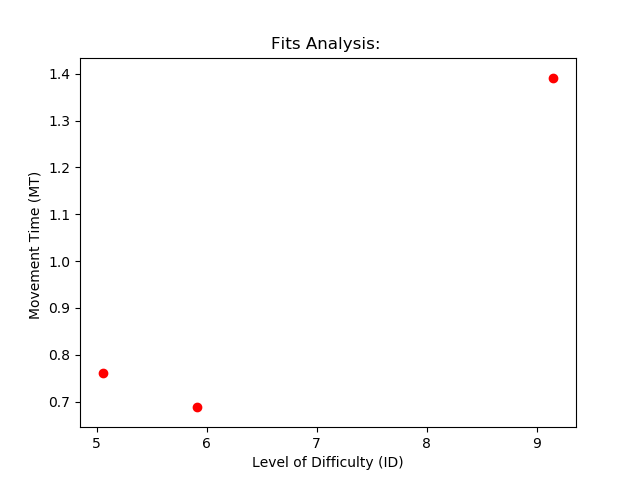 Fits Analysis:
1.4
1.3
1.2
1.1
1.0
0.9
0.8
0.7
Movement Time (MT)
5 6 7 8 9
Level of Difficulty (ID)